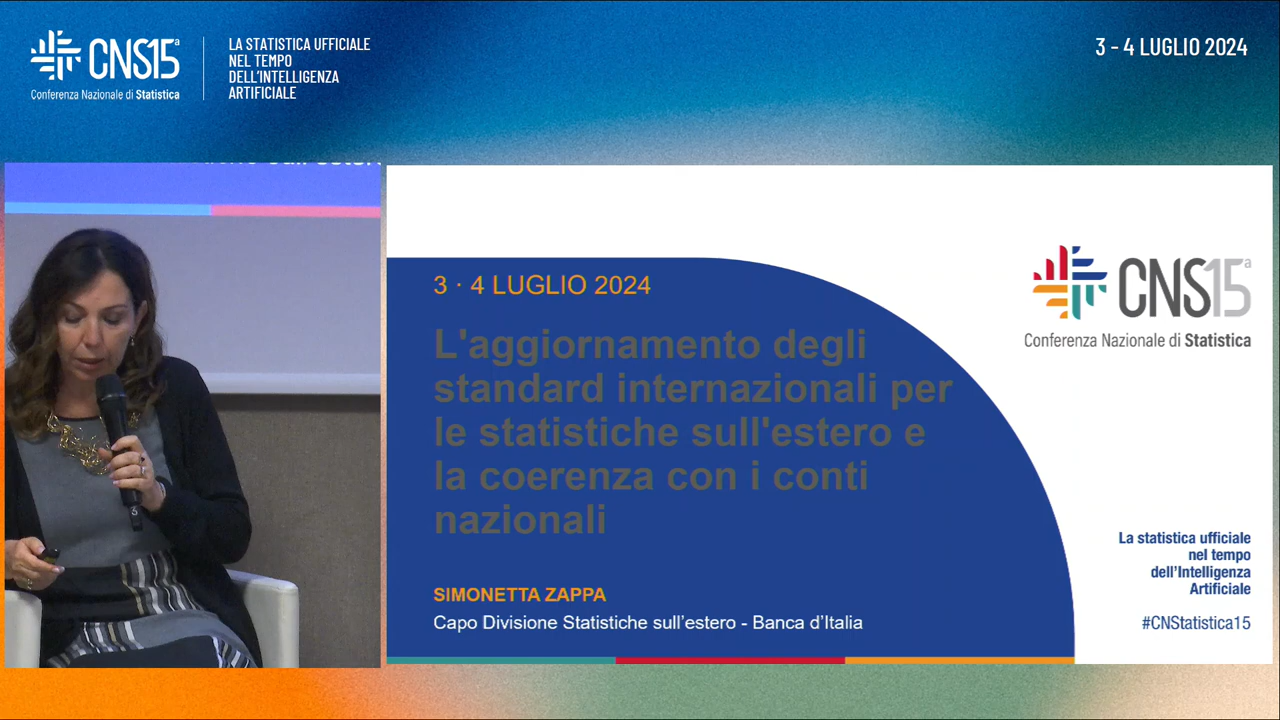 CNS15ª
Conferenza Nazionale di Statistica
LA STATISTICA UFFICIALE
NEL TEMPO
DELL'INTELLIGENZA
ARTIFICIALE
3 - 4 LUGLIO 2024
3 · 4 LUGLIO 2024
L'aggiornamento degli
standard internazionali per
le statistiche sull'estero e
la coerenza con i conti
nazionali
SIMONETTA ZAPPA
Capo Divisione Statistiche sull’estero - Banca d’Italia
CNS15ª
Conferenza Nazionale di Statistica
La statistica ufficiale
nel tempo
dell’Intelligenza
Artificiale
#CNStatistica15